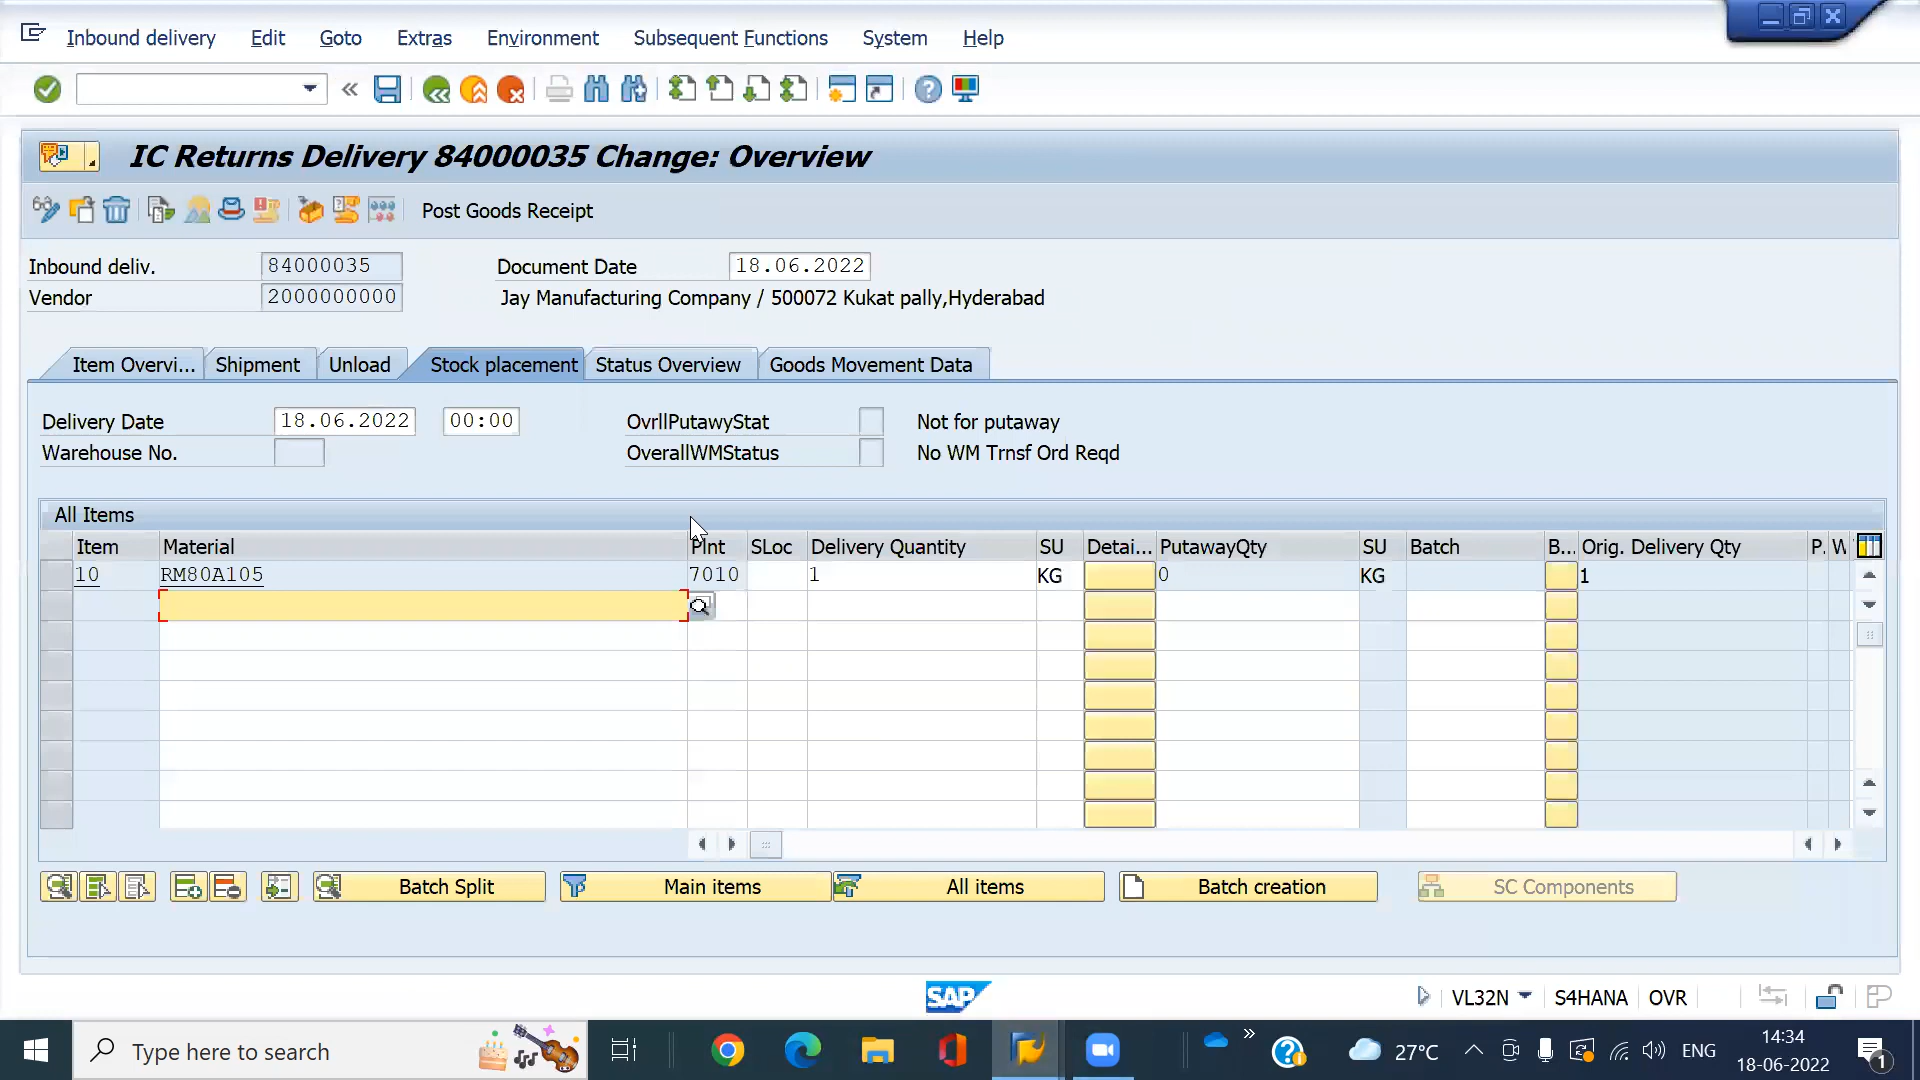 Inbound delivery Edit Goto Extras Environment Subsequent Functions System Help
IC Returns Delivery 84000035 Change: Overview
Post Goods Receipt
Inbound deliv. 84000035 Document Date 18.06.2022
Vendor 2000000000 Jay Manufacturing Company / 500072 Kukat pally,Hyderabad
Item Overvi... Shipment Unload Stock placement Status Overview Goods Movement Data
Delivery Date 18.06.2022 00:00 OvrllPutawyStat Not for putaway
Warehouse No. OverallWMStatus No WM Trnsf Ord Reqd
All Items
Item Material Plnt SLoc Delivery Quantity SU Detai... PutawayQty SU Batch B... Orig. Delivery Qty P. W
10 RM80A105 7010 1 KG 0 KG 1
Batch Split Main items All items Batch creation SC Components
SAP VL32N S4HANA OVR
Type here to search 27°C ENG 14:34
18-06-2022 1